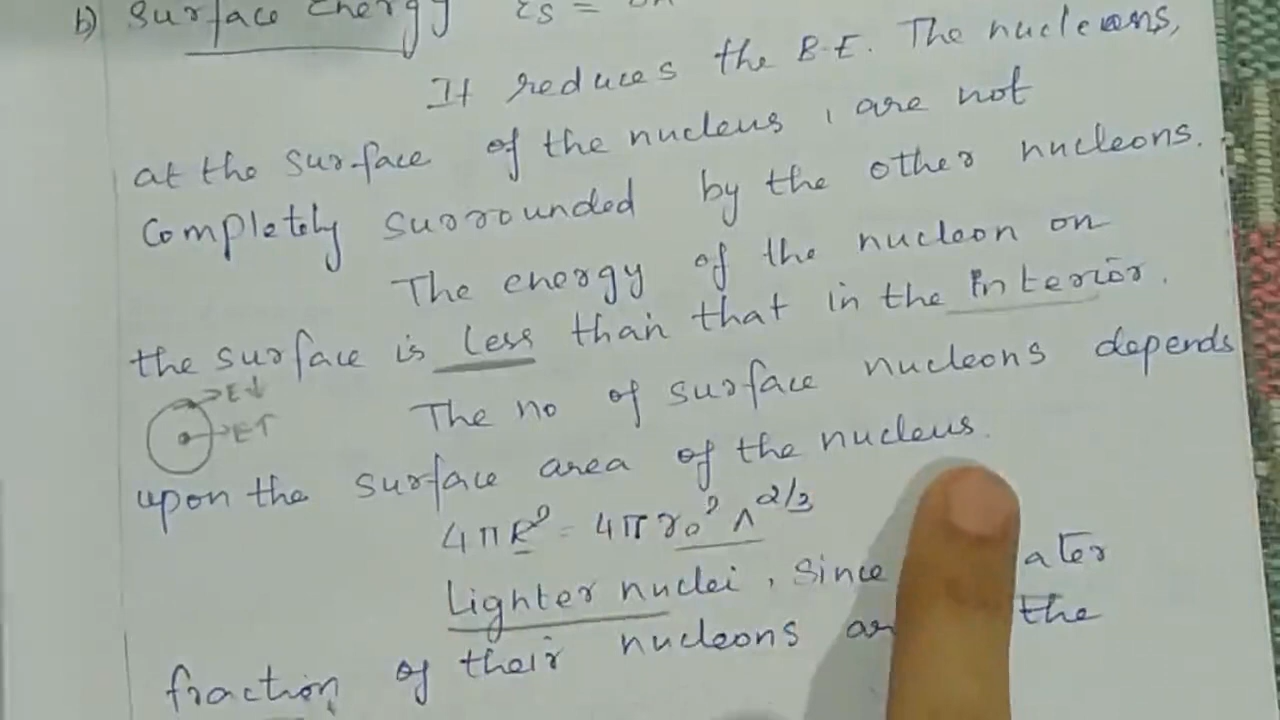 b) Surface Energy Es =
It reduces the B.E. The nucleons,
at the surface of the nucleus, are not
Completely surrounded by the other nucleons.
The energy of the nucleon on
the surface is less than that in the interior.
→E↓
The no of surface nucleons depends
→E↑
upon the surface area of the nucleus.
4πR² = 4πr₀² A^2/3
Lighter nuclei, since ater
fraction of their nucleons the